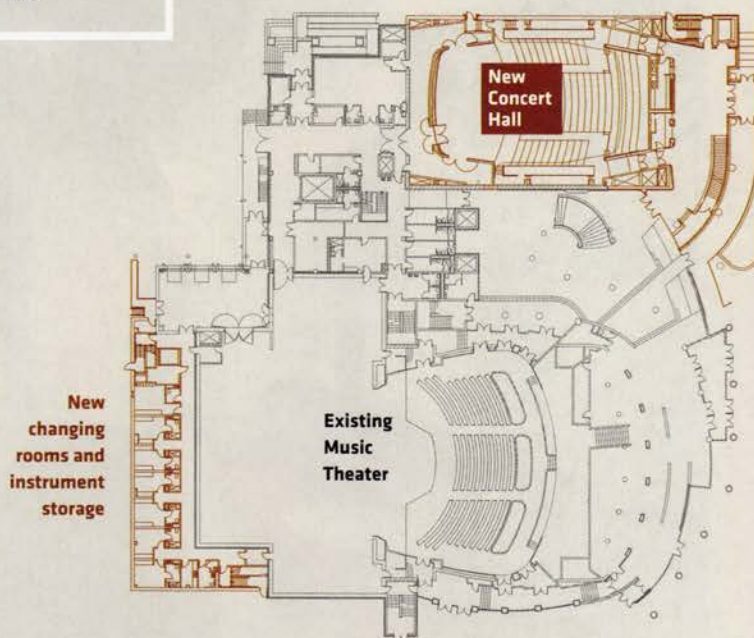 New
Concert
Hall
New
changing
rooms and
instrument
storage
Existing
Music
Theater